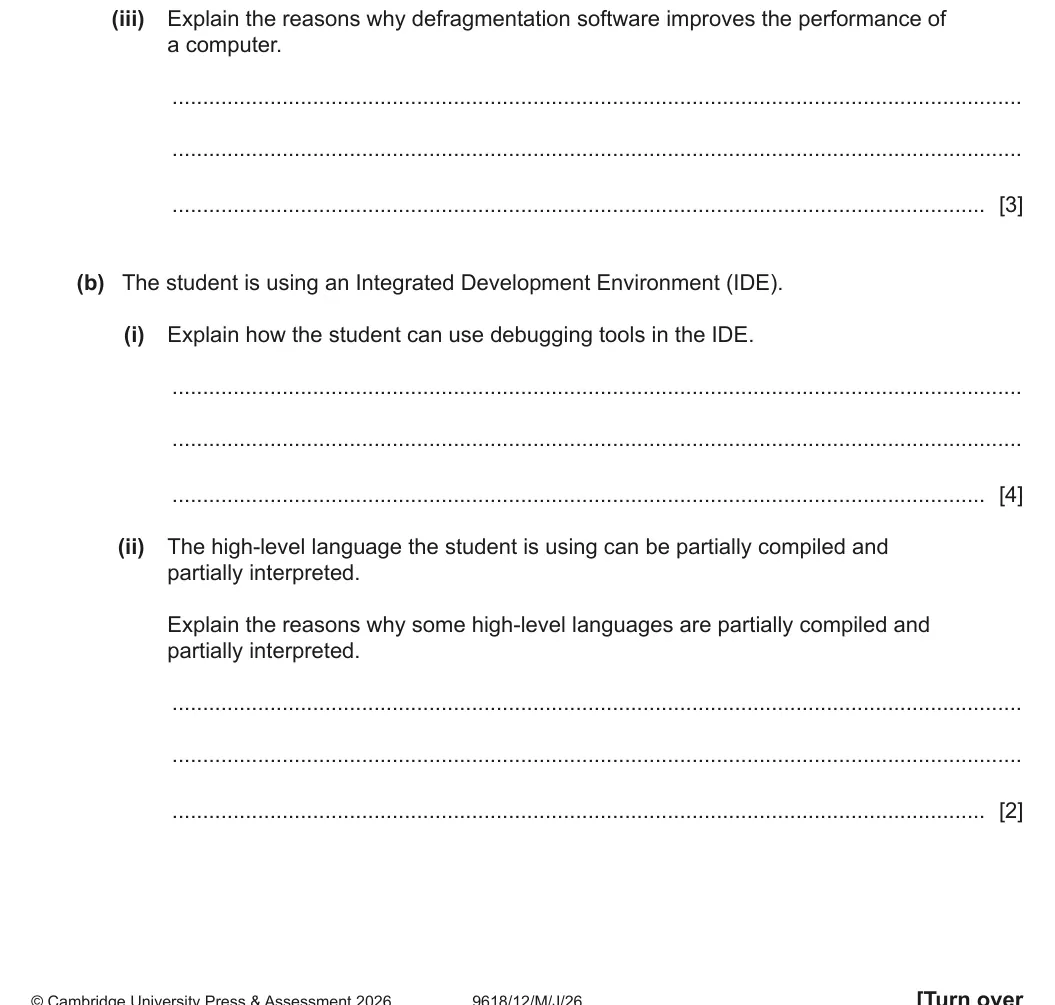 (iii) Explain the reasons why defragmentation software improves the performance of
a computer.
........................................................................................................................................
........................................................................................................................................
........................................................................................................................................ [3]
(b) The student is using an Integrated Development Environment (IDE).
(i) Explain how the student can use debugging tools in the IDE.
........................................................................................................................................
........................................................................................................................................
........................................................................................................................................ [4]
(ii) The high-level language the student is using can be partially compiled and
partially interpreted.
Explain the reasons why some high-level languages are partially compiled and
partially interpreted.
........................................................................................................................................
........................................................................................................................................
........................................................................................................................................ [2]
© Cambridge University Press & Assessment 2026 9618/12/M/J/26 [Turn over